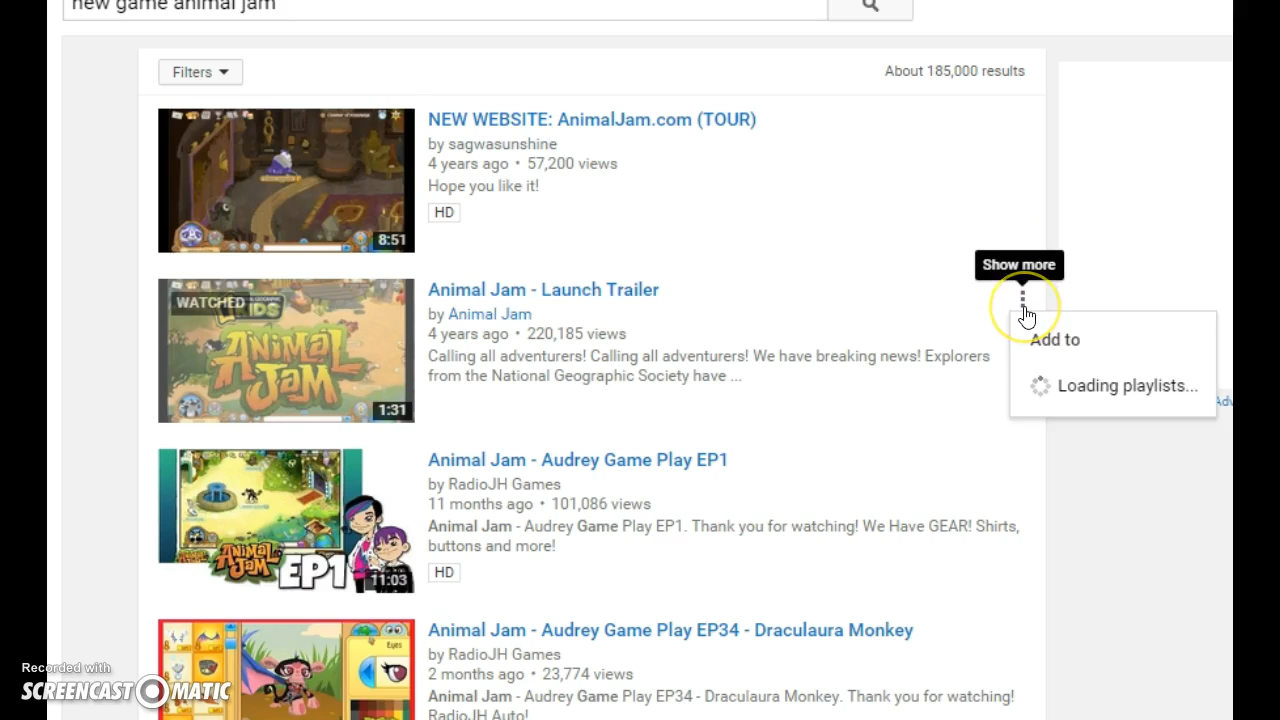 new game animal jam
Filters
About 185,000 results
8:51
NEW WEBSITE: AnimalJam.com (TOUR)
by sagwasunshine
4 years ago • 57,200 views
Hope you like it!
HD
Show more
WATCHED
KIDS
ANIMAL
JAM
1:31
Animal Jam - Launch Trailer
by Animal Jam
4 years ago • 220,185 views
Calling all adventurers! Calling all adventurers! We have breaking news! Explorers
from the National Geographic Society have ...
Add to
Loading playlists...
Adv
ANIMAL
JAM
EP1
11:03
Animal Jam - Audrey Game Play EP1
by RadioJH Games
11 months ago • 101,086 views
Animal Jam - Audrey Game Play EP1. Thank you for watching! We Have GEAR! Shirts,
buttons and more!
HD
Eyes
Animal Jam - Audrey Game Play EP34 - Draculaura Monkey
by RadioJH Games
2 months ago • 23,774 views
Animal Jam - Audrey Game Play EP34 - Draculaura Monkey. Thank you for watching!
RadioJH Auto!
Recorded with
SCREENCAST-O-MATIC